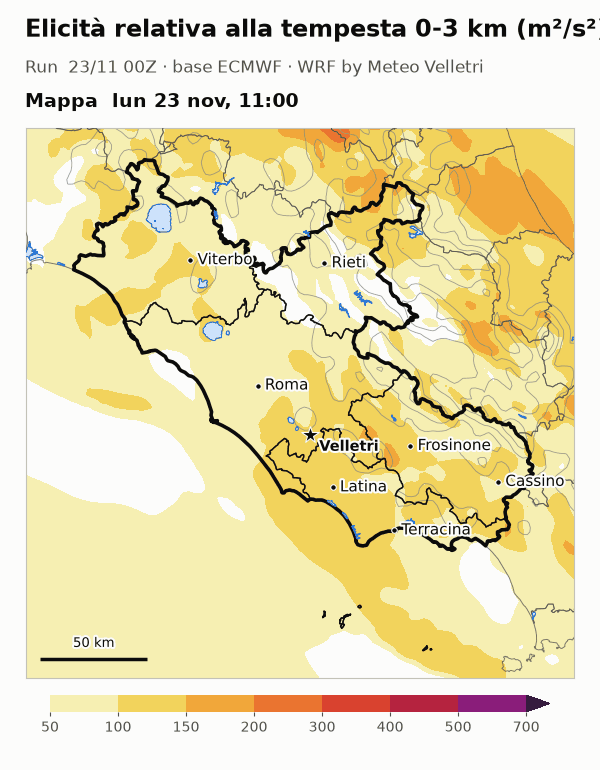 Elicità relativa alla tempesta 0-3 km (m²/s²)
Run  23/11 00Z · base ECMWF · WRF by Meteo Velletri
Mappa  lun 23 nov, 11:00
Viterbo
Rieti
Roma
Velletri
Frosinone
Cassino
Latina
Terracina
50 km
50 100 150 200 300 400 500 700